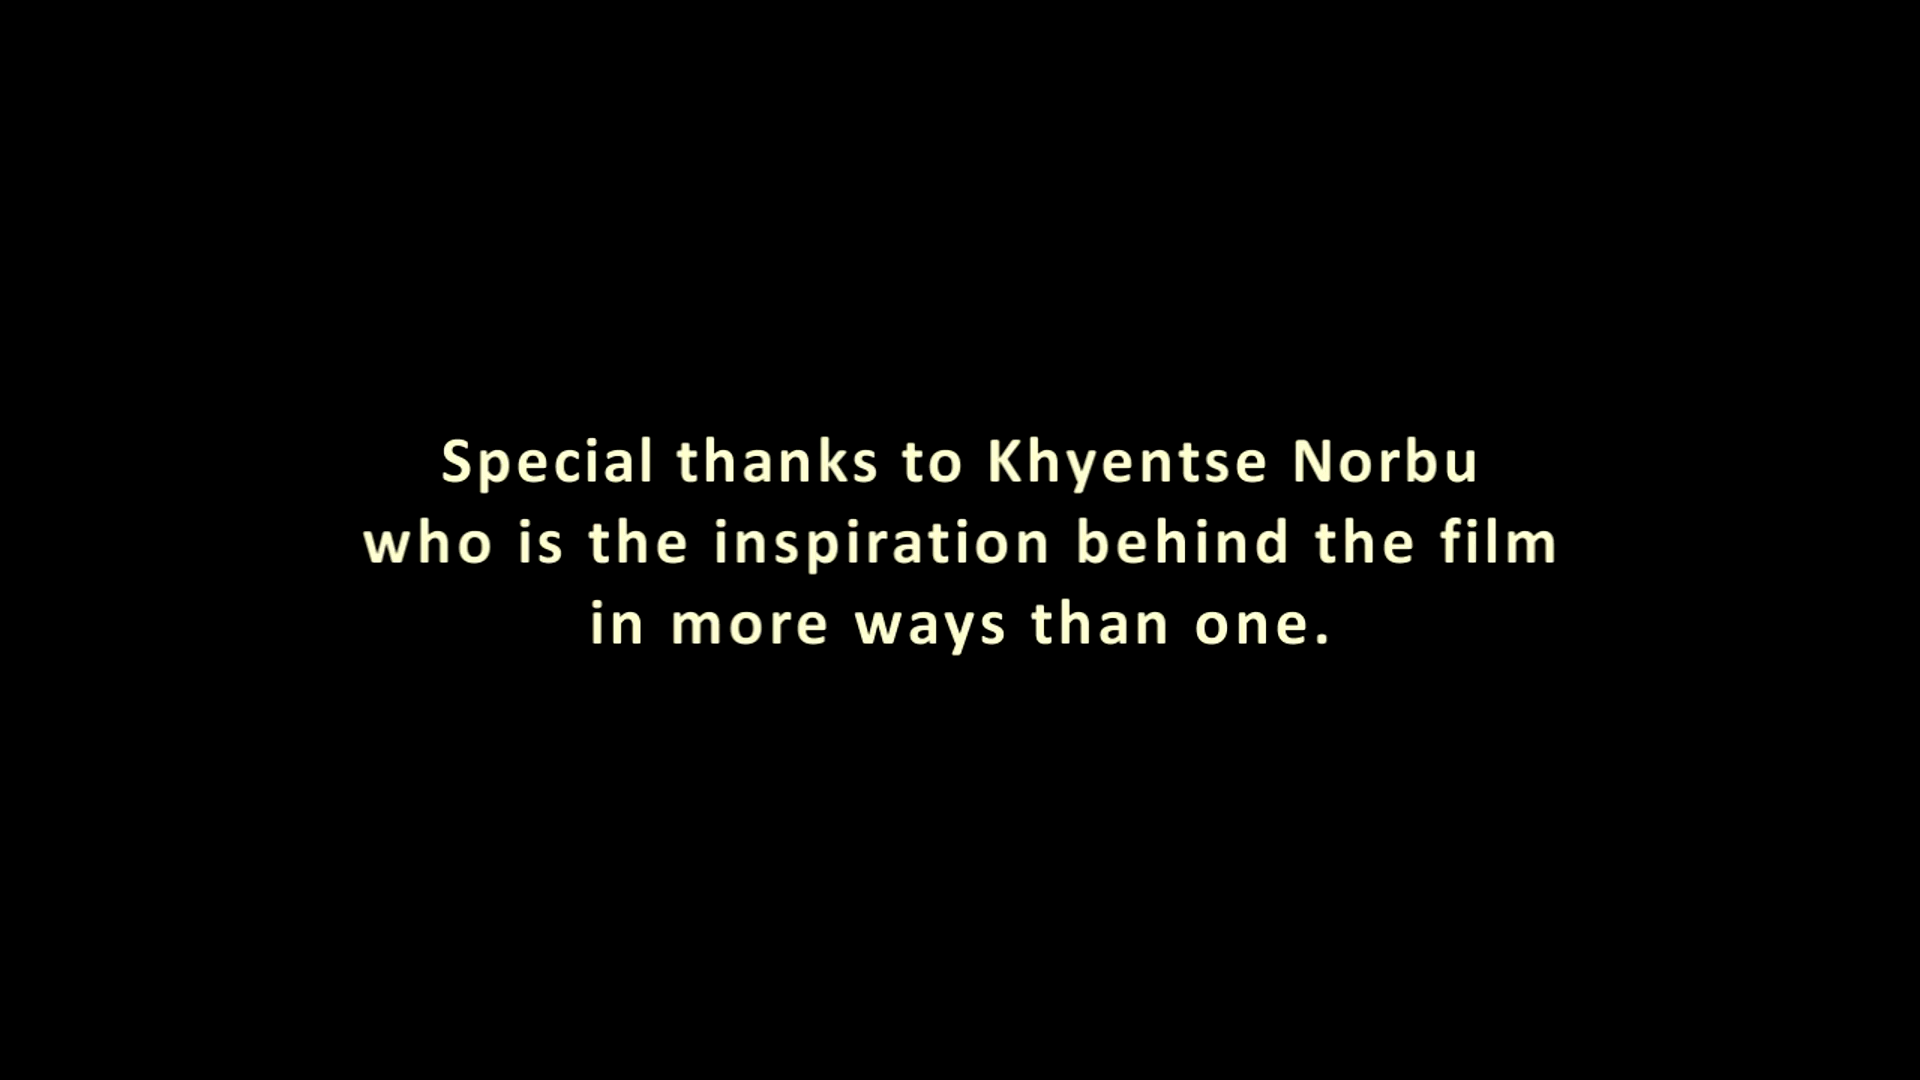 Special thanks to Khyentse Norbu
who is the inspiration behind the film
in more ways than one.